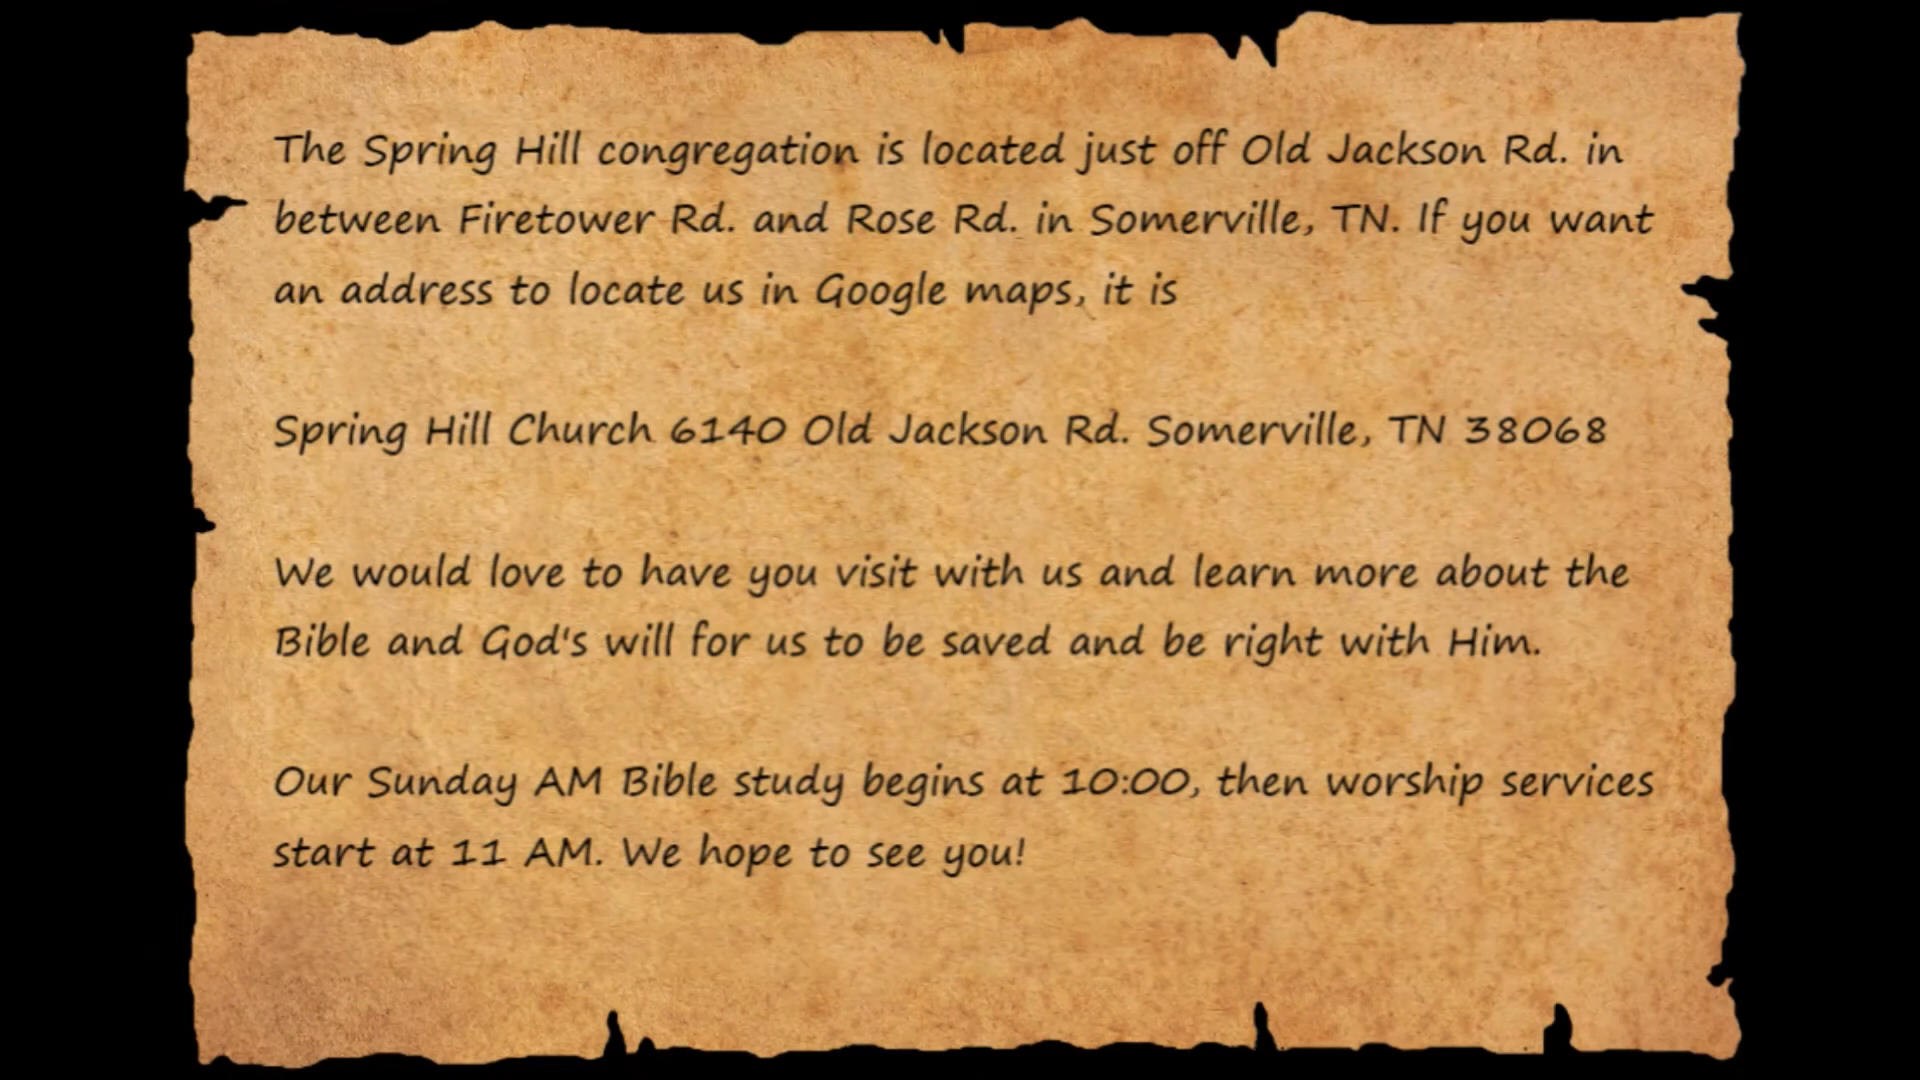 The Spring Hill congregation is located just off Old Jackson Rd. in
between Firetower Rd. and Rose Rd. in Somerville, TN. If you want
an address to locate us in Google maps, it is
Spring Hill Church 6140 Old Jackson Rd. Somerville, TN 38068
We would love to have you visit with us and learn more about the
Bible and God's will for us to be saved and be right with Him.
Our Sunday AM Bible study begins at 10:00, then worship services
start at 11 AM. We hope to see you!